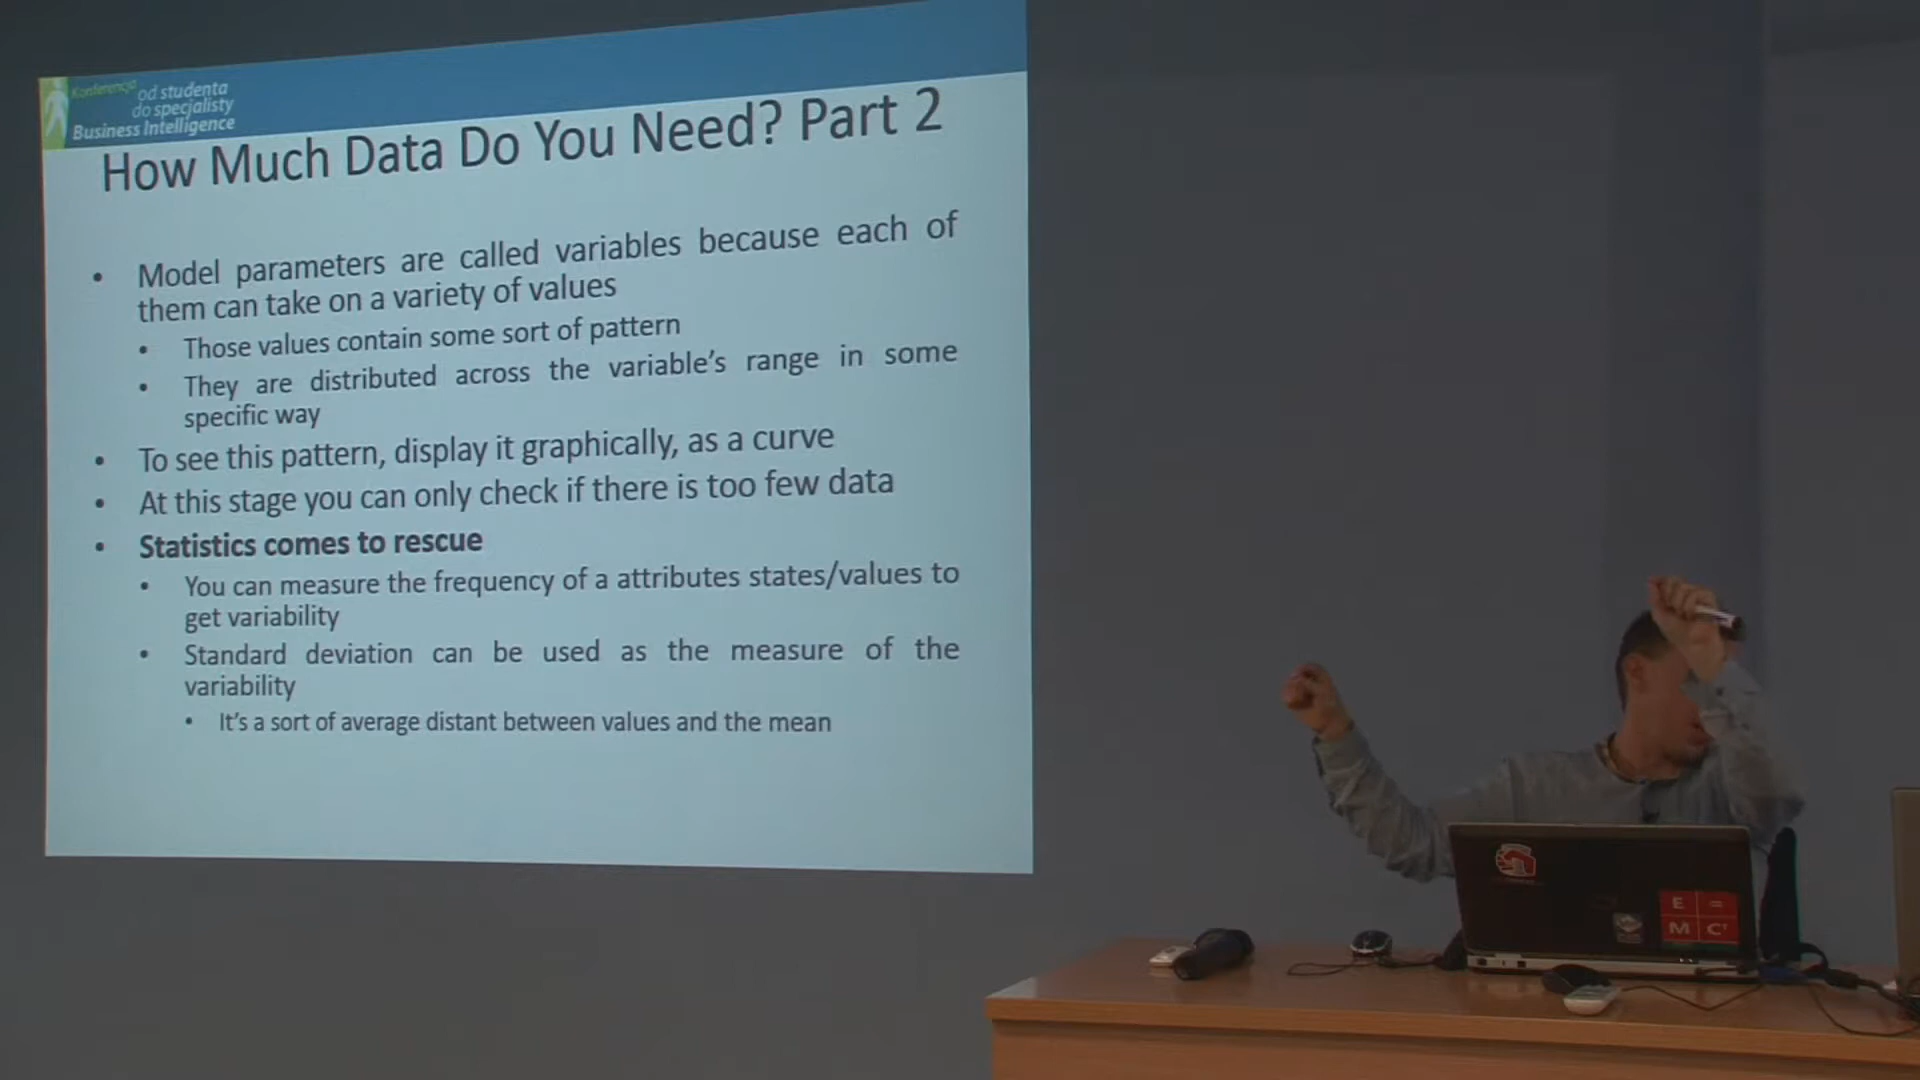 Konferencja
od studenta
do specjalisty
Business Intelligence
How Much Data Do You Need? Part 2
• Model parameters are called variables because each of
them can take on a variety of values
• Those values contain some sort of pattern
• They are distributed across the variable's range in some
specific way
• To see this pattern, display it graphically, as a curve
• At this stage you can only check if there is too few data
• Statistics comes to rescue
• You can measure the frequency of a attributes states/values to
get variability
• Standard deviation can be used as the measure of the
variability
• It's a sort of average distant between values and the mean
E =
M C